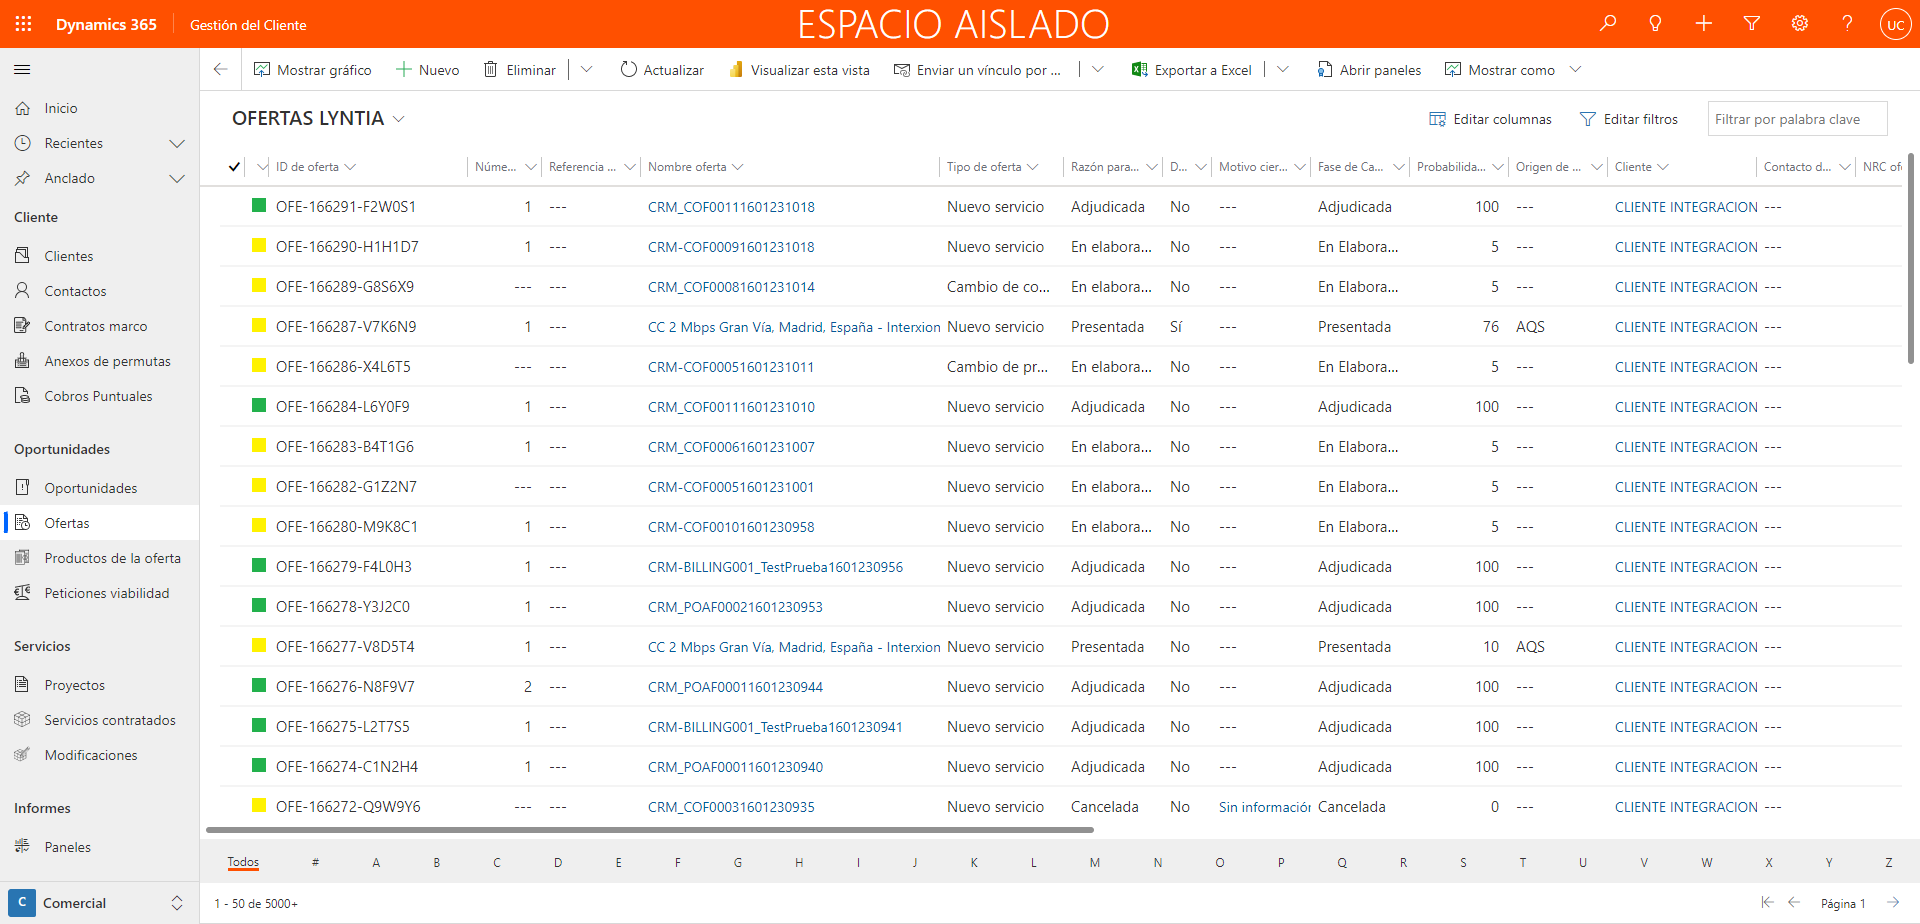 Dynamics 365 Gestión del Cliente ESPACIO AISLADO UC
Mostrar gráfico Nuevo Eliminar Actualizar Visualizar esta vista Enviar un vínculo por ... Exportar a Excel Abrir paneles Mostrar como
Inicio
Recientes
Anclado
Cliente
Clientes
Contactos
Contratos marco
Anexos de permutas
Cobros Puntuales
Oportunidades
Oportunidades
Ofertas
Productos de la oferta
Peticiones viabilidad
Servicios
Proyectos
Servicios contratados
Modificaciones
Informes
Paneles
C Comercial
OFERTAS LYNTIA Editar columnas Editar filtros Filtrar por palabra clave
ID de oferta Núme... Referencia ... Nombre oferta Tipo de oferta Razón para... D... Motivo cier... Fase de Ca... Probabilida... Origen de ... Cliente Contacto d... NRC ofe
OFE-166291-F2W0S1 1 --- CRM_COF00111601231018 Nuevo servicio Adjudicada No --- Adjudicada 100 --- CLIENTE INTEGRACION ---
OFE-166290-H1H1D7 1 --- CRM-COF00091601231018 Nuevo servicio En elabora... No --- En Elabora... 5 --- CLIENTE INTEGRACION ---
OFE-166289-G8S6X9 --- --- CRM_COF00081601231014 Cambio de co... En elabora... No --- En Elabora... 5 --- CLIENTE INTEGRACION ---
OFE-166287-V7K6N9 1 --- CC 2 Mbps Gran Vía, Madrid, España - Interxion Nuevo servicio Presentada Sí --- Presentada 76 AQS CLIENTE INTEGRACION ---
OFE-166286-X4L6T5 --- --- CRM-COF00051601231011 Cambio de pr... En elabora... No --- En Elabora... 5 --- CLIENTE INTEGRACION ---
OFE-166284-L6Y0F9 1 --- CRM_COF00111601231010 Nuevo servicio Adjudicada No --- Adjudicada 100 --- CLIENTE INTEGRACION ---
OFE-166283-B4T1G6 1 --- CRM_COF00061601231007 Nuevo servicio En elabora... No --- En Elabora... 5 --- CLIENTE INTEGRACION ---
OFE-166282-G1Z2N7 --- --- CRM-COF00051601231001 Nuevo servicio En elabora... No --- En Elabora... 5 --- CLIENTE INTEGRACION ---
OFE-166280-M9K8C1 1 --- CRM-COF00101601230958 Nuevo servicio En elabora... No --- En Elabora... 5 --- CLIENTE INTEGRACION ---
OFE-166279-F4L0H3 1 --- CRM-BILLING001_TestPrueba1601230956 Nuevo servicio Adjudicada No --- Adjudicada 100 --- CLIENTE INTEGRACION ---
OFE-166278-Y3J2C0 1 --- CRM_POAF00021601230953 Nuevo servicio Adjudicada No --- Adjudicada 100 --- CLIENTE INTEGRACION ---
OFE-166277-V8D5T4 1 --- CC 2 Mbps Gran Vía, Madrid, España - Interxion Nuevo servicio Presentada No --- Presentada 10 AQS CLIENTE INTEGRACION ---
OFE-166276-N8F9V7 2 --- CRM_POAF00011601230944 Nuevo servicio Adjudicada No --- Adjudicada 100 --- CLIENTE INTEGRACION ---
OFE-166275-L2T7S5 1 --- CRM-BILLING001_TestPrueba1601230941 Nuevo servicio Adjudicada No --- Adjudicada 100 --- CLIENTE INTEGRACION ---
OFE-166274-C1N2H4 1 --- CRM_POAF00011601230940 Nuevo servicio Adjudicada No --- Adjudicada 100 --- CLIENTE INTEGRACION ---
OFE-166272-Q9W9Y6 --- --- CRM_COF00031601230935 Nuevo servicio Cancelada No Sin información Cancelada 0 --- CLIENTE INTEGRACION ---
Todos # A B C D E F G H I J K L M N O P Q R S T U V W X Y Z
1 - 50 de 5000+ Página 1